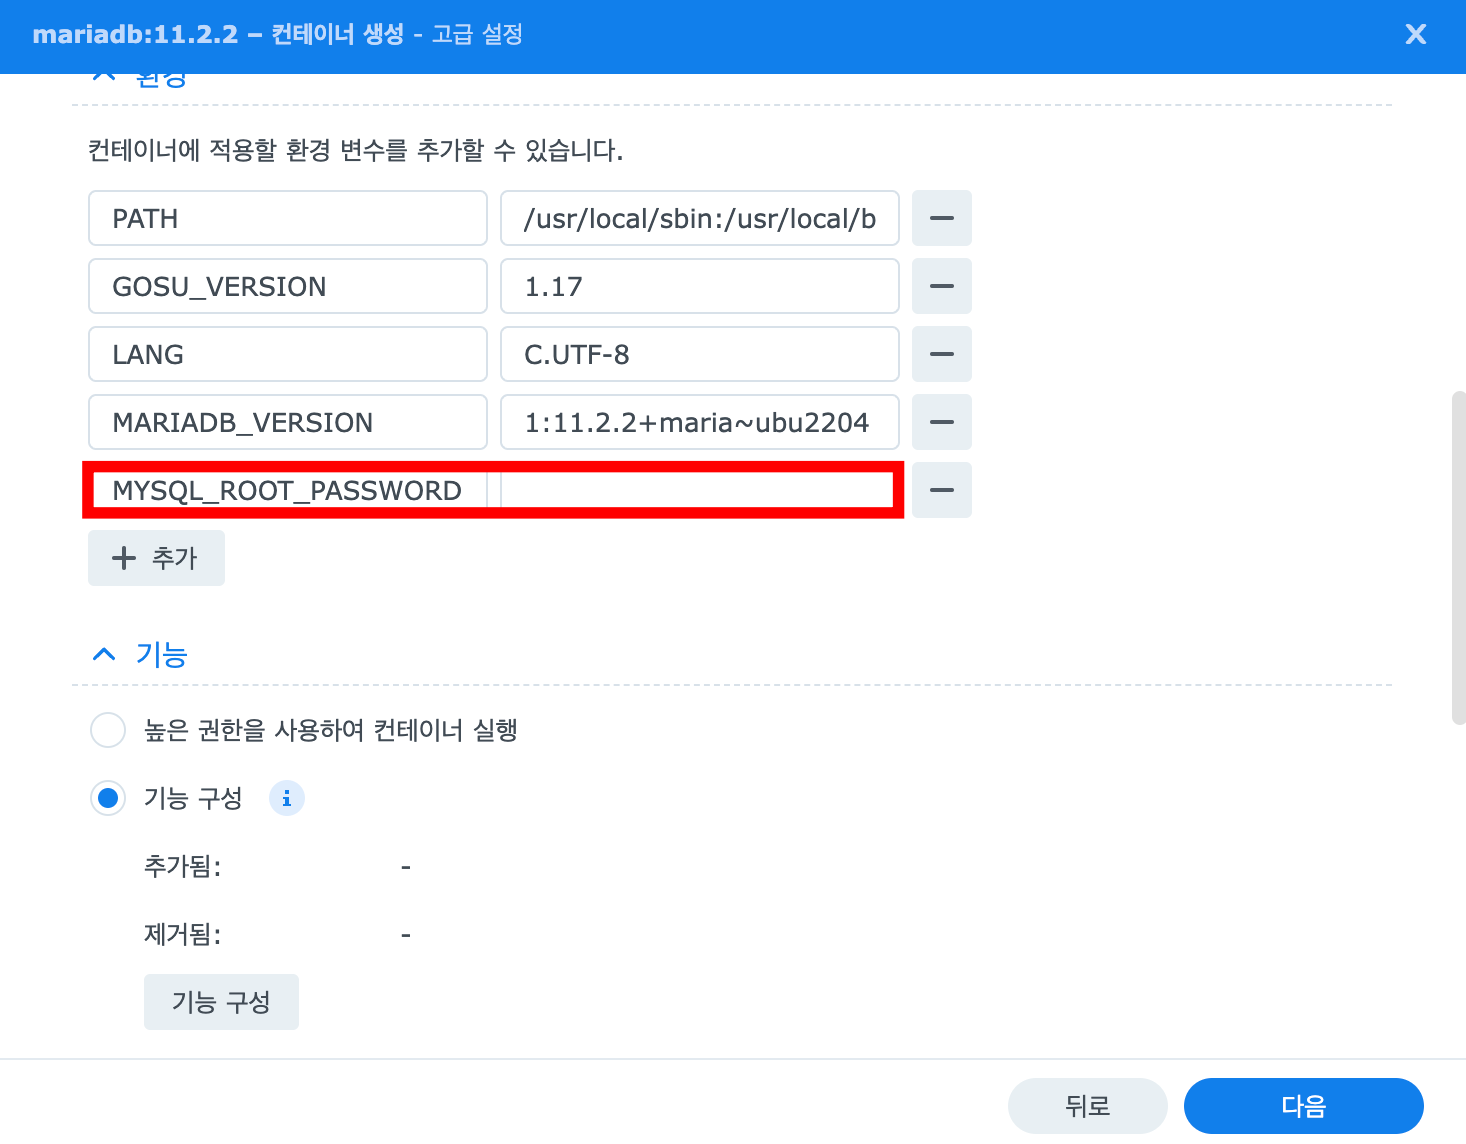 mariadb:11.2.2 – 컨테이너 생성 - 고급 설정
환경
컨테이너에 적용할 환경 변수를 추가할 수 있습니다.
PATH /usr/local/sbin:/usr/local/b
GOSU_VERSION 1.17
LANG C.UTF-8
MARIADB_VERSION 1:11.2.2+maria~ubu2204
MYSQL_ROOT_PASSWORD
추가
기능
높은 권한을 사용하여 컨테이너 실행
기능 구성
추가됨: -
제거됨: -
기능 구성
뒤로 다음